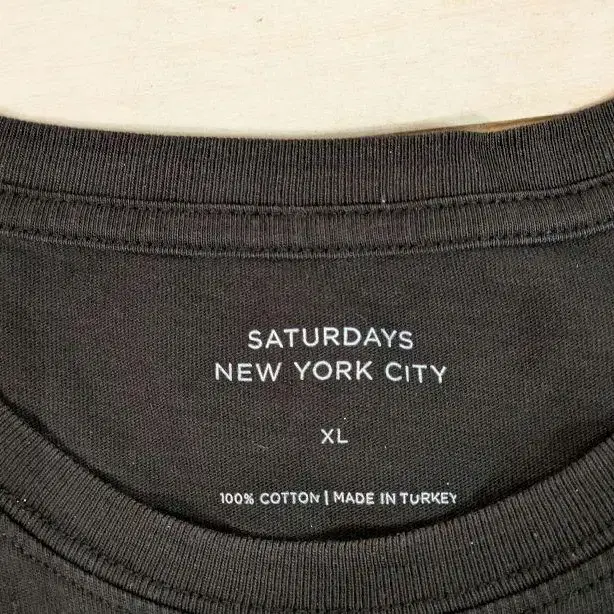 SATURDAYS
NEW YORK CITY
XL
100% COTTON | MADE IN TURKEY